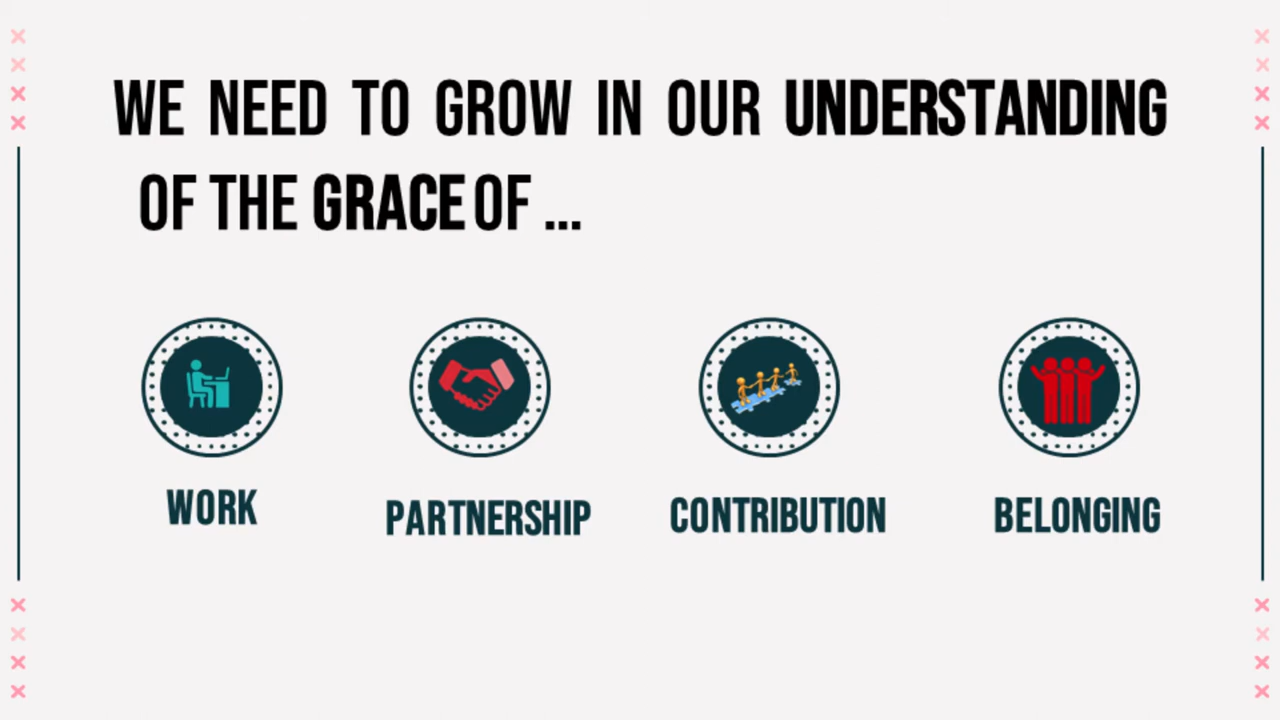 WE NEED TO GROW IN OUR UNDERSTANDING
OF THE GRACE OF ...
WORK
PARTNERSHIP
CONTRIBUTION
BELONGING